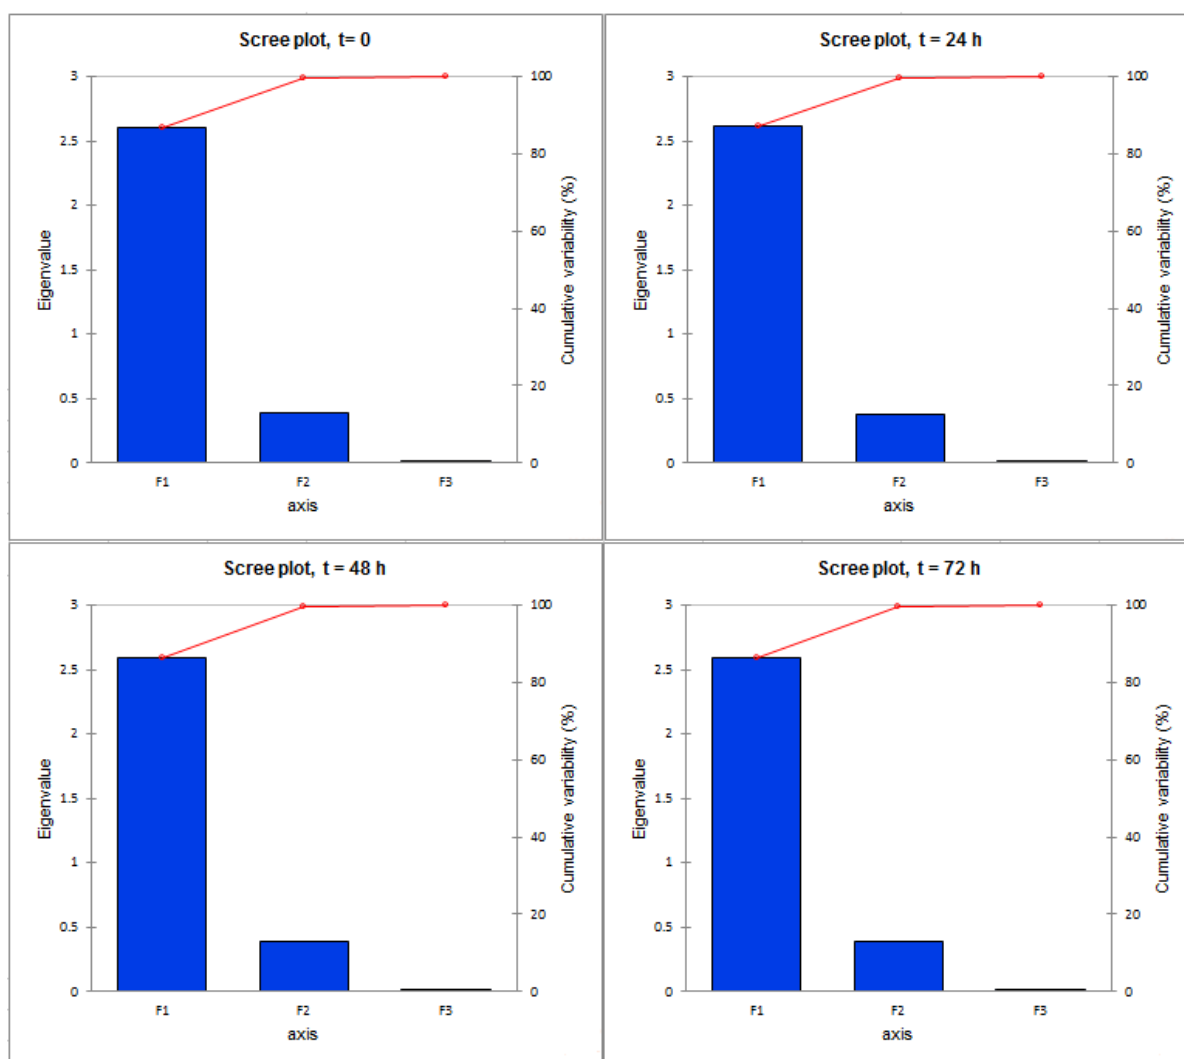 Scree plot, t= 0
3
2.5
2
1.5
1
0.5
0
100
80
60
40
20
0
Eigenvalue
Cumulative variability (%)
F1 F2 F3
axis
Scree plot, t = 24 h
3
2.5
2
1.5
1
0.5
0
100
80
60
40
20
0
Eigenvalue
Cumulative variability (%)
F1 F2 F3
axis
Scree plot, t = 48 h
3
2.5
2
1.5
1
0.5
0
100
80
60
40
20
0
Eigenvalue
Cumulative variability (%)
F1 F2 F3
axis
Scree plot, t = 72 h
3
2.5
2
1.5
1
0.5
0
100
80
60
40
20
0
Eigenvalue
Cumulative variability (%)
F1 F2 F3
axis